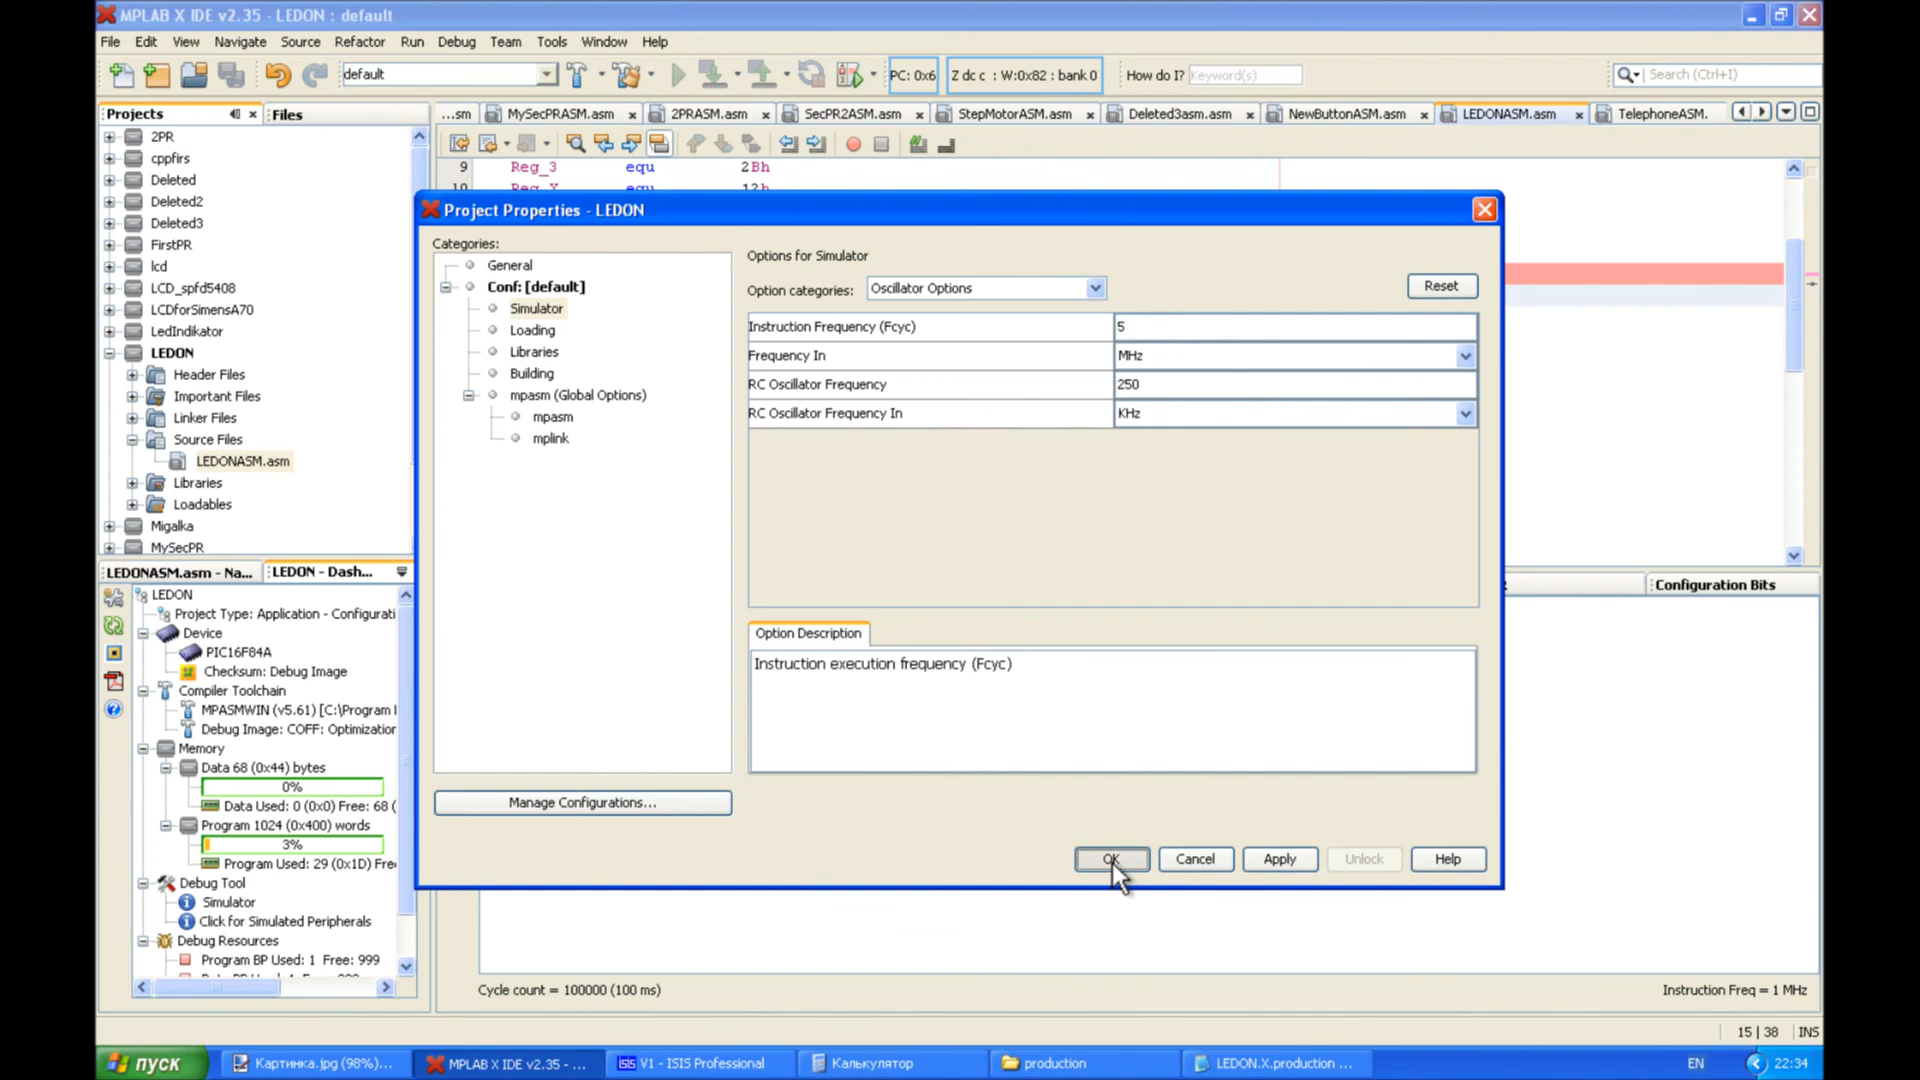 MPLAB X IDE v2.35 - LEDON : default
File Edit View Navigate Source Refactor Run Debug Team Tools Window Help
default PC: 0x6 Z dc c : W:0x82 : bank 0 How do I? Keyword(s) Search (Ctrl+I)
Projects Files
...sm MySecPRASM.asm 2PRASM.asm SecPR2ASM.asm StepMotorASM.asm Deleted3asm.asm NewButtonASM.asm LEDONASM.asm TelephoneASM.
2PR
cppfirs
Deleted
Deleted2
Deleted3
FirstPR
lcd
LCD_spfd5408
LCDforSimensA70
LedIndikator
LEDON
Header Files
Important Files
Linker Files
Source Files
LEDONASM.asm
Libraries
Loadables
Migalka
MySecPR
9 Reg_3 equ 2Bh
10 Reg_Y equ 12h
Project Properties - LEDON
Categories:
General
Conf: [default]
Simulator
Loading
Libraries
Building
mpasm (Global Options)
mpasm
mplink
Manage Configurations...
Options for Simulator
Option categories: Oscillator Options Reset
Instruction Frequency (Fcyc) 5
Frequency In MHz
RC Oscillator Frequency 250
RC Oscillator Frequency In KHz
Option Description
Instruction execution frequency (Fcyc)
OK Cancel Apply Unlock Help
LEDONASM.asm - Na... LEDON - Dash...
LEDON
Project Type: Application - Configurati
Device
PIC16F84A
Checksum: Debug Image
Compiler Toolchain
MPASMWIN (v5.61) [C:\Program
Debug Image: COFF: Optimization
Memory
Data 68 (0x44) bytes
0%
Data Used: 0 (0x0) Free: 68 (
Program 1024 (0x400) words
3%
Program Used: 29 (0x1D) Fre
Debug Tool
Simulator
Click for Simulated Peripherals
Debug Resources
Program BP Used: 1 Free: 999
Configuration Bits
Cycle count = 100000 (100 ms) Instruction Freq = 1 MHz
15 | 38 INS
пуск Картинка.jpg (98%)... MPLAB X IDE v2.35 - ... V1 - ISIS Professional Калькулятор production LEDON.X.production ... EN 22:34